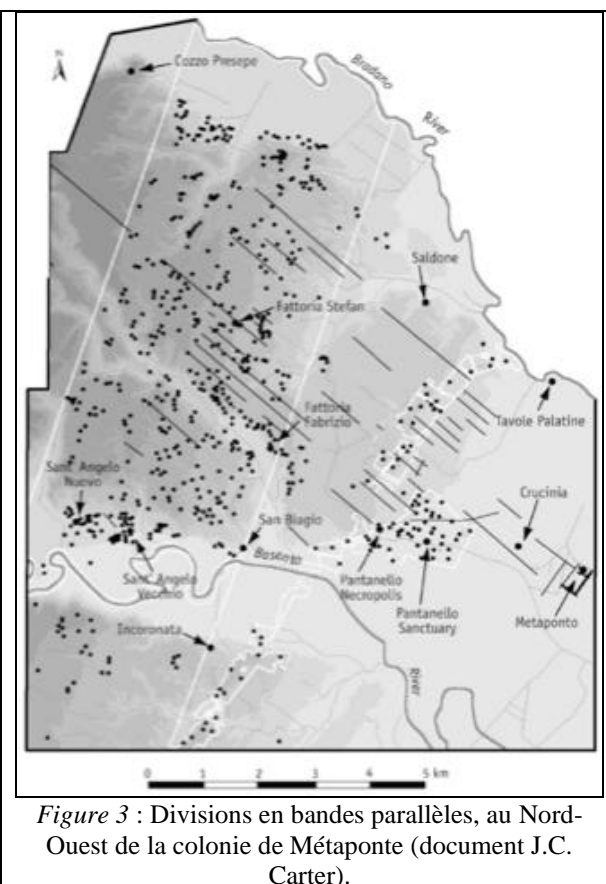 N
Cozzo Presepe
Bradano
River
Saldone
Fattoria Stefan
Tavole Palatine
Fattoria
Fabrizio
Sant' Angelo
Nuovo
Crucinia
San Biagio
Basento
Sant' Angelo
Vecchio
Pantanello
Necropolis
Metaponto
Pantanello
Sanctuary
Incoronata
River
0 1 2 3 4 5 km
Figure 3 : Divisions en bandes parallèles, au Nord-
Ouest de la colonie de Métaponte (document J.C.
Carter).